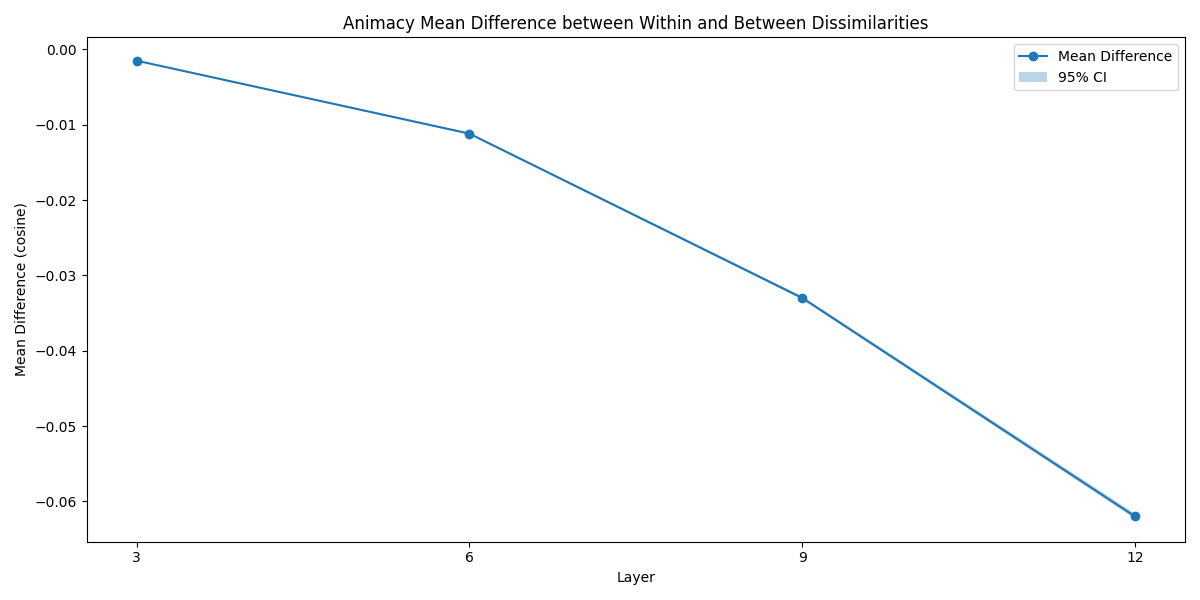 Animacy Mean Difference between Within and Between Dissimilarities
Mean Difference
95% CI
0.00
−0.01
−0.02
−0.03
−0.04
−0.05
−0.06
Mean Difference (cosine)
3
6
9
12
Layer